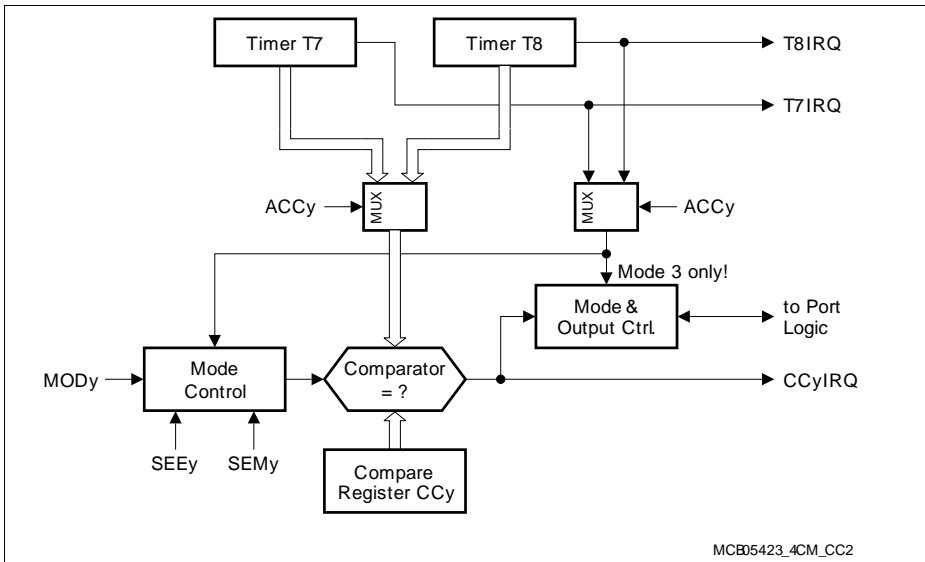 Timer T7
Timer T8
T8IRQ
T7IRQ
ACCy
MUX
MUX
ACCy
Mode 3 only!
Mode &
Output Ctrl.
to Port
Logic
MODy
Mode
Control
Comparator
= ?
CCyIRQ
SEEy
SEMy
Compare
Register CCy
MCB05423_4CM_CC2